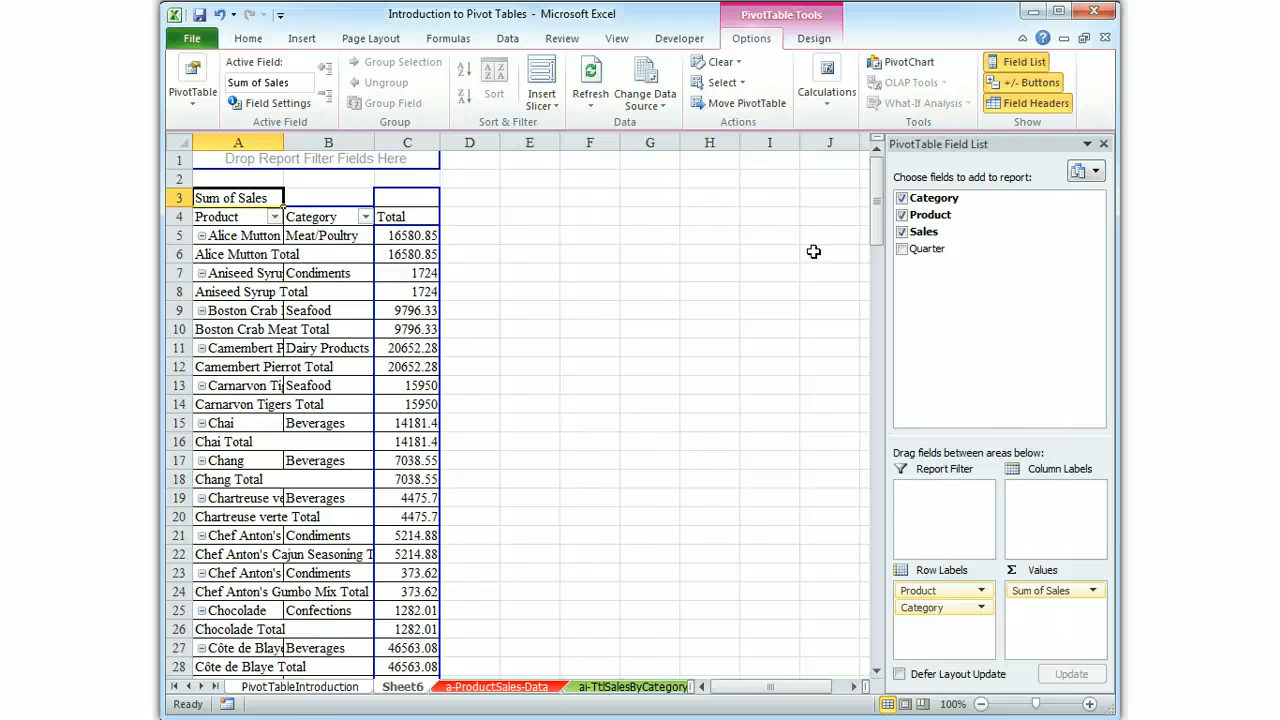 Introduction to Pivot Tables - Microsoft Excel
PivotTable Tools
File Home Insert Page Layout Formulas Data Review View Developer Options Design
PivotTable
Active Field:
Sum of Sales
Field Settings
Active Field
Group Selection
Ungroup
Group Field
Group
Sort
Insert Slicer
Sort & Filter
Refresh
Change Data Source
Data
Clear
Select
Move PivotTable
Actions
Calculations
PivotChart
OLAP Tools
What-If Analysis
Tools
Field List
+/- Buttons
Field Headers
Show
A B C D E F G H I J
1 Drop Report Filter Fields Here
2
3 Sum of Sales
4 Product Category Total
5 Alice Mutton Meat/Poultry 16580.85
6 Alice Mutton Total 16580.85
7 Aniseed Syru Condiments 1724
8 Aniseed Syrup Total 1724
9 Boston Crab Seafood 9796.33
10 Boston Crab Meat Total 9796.33
11 Camembert P Dairy Products 20652.28
12 Camembert Pierrot Total 20652.28
13 Carnarvon Ti Seafood 15950
14 Carnarvon Tigers Total 15950
15 Chai Beverages 14181.4
16 Chai Total 14181.4
17 Chang Beverages 7038.55
18 Chang Total 7038.55
19 Chartreuse ve Beverages 4475.7
20 Chartreuse verte Total 4475.7
21 Chef Anton's Condiments 5214.88
22 Chef Anton's Cajun Seasoning T 5214.88
23 Chef Anton's Condiments 373.62
24 Chef Anton's Gumbo Mix Total 373.62
25 Chocolade Confections 1282.01
26 Chocolade Total 1282.01
27 Côte de Blay Beverages 46563.08
28 Côte de Blaye Total 46563.08
PivotTable Field List
Choose fields to add to report:
Category
Product
Sales
Quarter
Drag fields between areas below:
Report Filter Column Labels
Row Labels Σ Values
Product Sum of Sales
Category
Defer Layout Update Update
PivotTableIntroduction Sheet6 a-ProductSales-Data ai-TtlSalesByCategory
Ready 100%